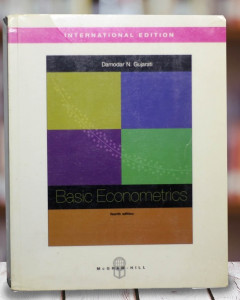 INTERNATIONAL EDITION
Damodar N. Gujarati
Basic Econometrics
fourth edition
McGRAW-HILL